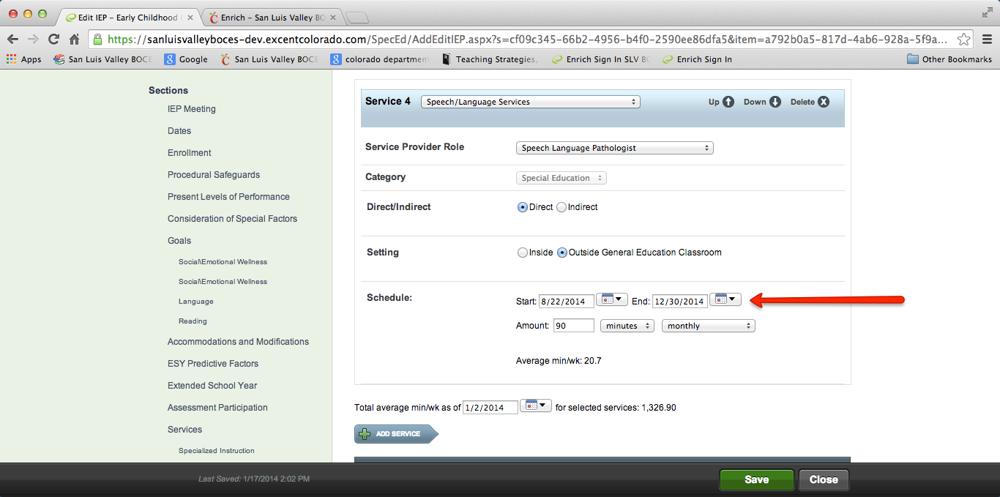 Edit IEP – Early Childhood
Enrich – San Luis Valley BO
https://sanluisvalleyboces-dev.excentcolorado.com/SpecEd/AddEditIEP.aspx?s=cf09c345-66b2-4956-b4f0-2590ee86dfa5&item=a792b0a5-817d-4ab6-928a-5f9a...
Apps San Luis Valley BOCE Google San Luis Valley BOCE colorado department Teaching Strategies, Enrich Sign In SLV BO Enrich Sign In Other Bookmarks
Sections
IEP Meeting
Dates
Enrollment
Procedural Safeguards
Present Levels of Performance
Consideration of Special Factors
Goals
Social\Emotional Wellness
Social\Emotional Wellness
Language
Reading
Accommodations and Modifications
ESY Predictive Factors
Extended School Year
Assessment Participation
Services
Specialized Instruction
Service 4 Speech/Language Services Up Down Delete
Service Provider Role Speech Language Pathologist
Category Special Education
Direct/Indirect Direct Indirect
Setting Inside Outside General Education Classroom
Schedule: Start: 8/22/2014 End: 12/30/2014
Amount: 90 minutes monthly
Average min/wk: 20.7
Total average min/wk as of 1/2/2014 for selected services: 1,326.90
ADD SERVICE
Last Saved: 1/17/2014 2:02 PM
Save Close